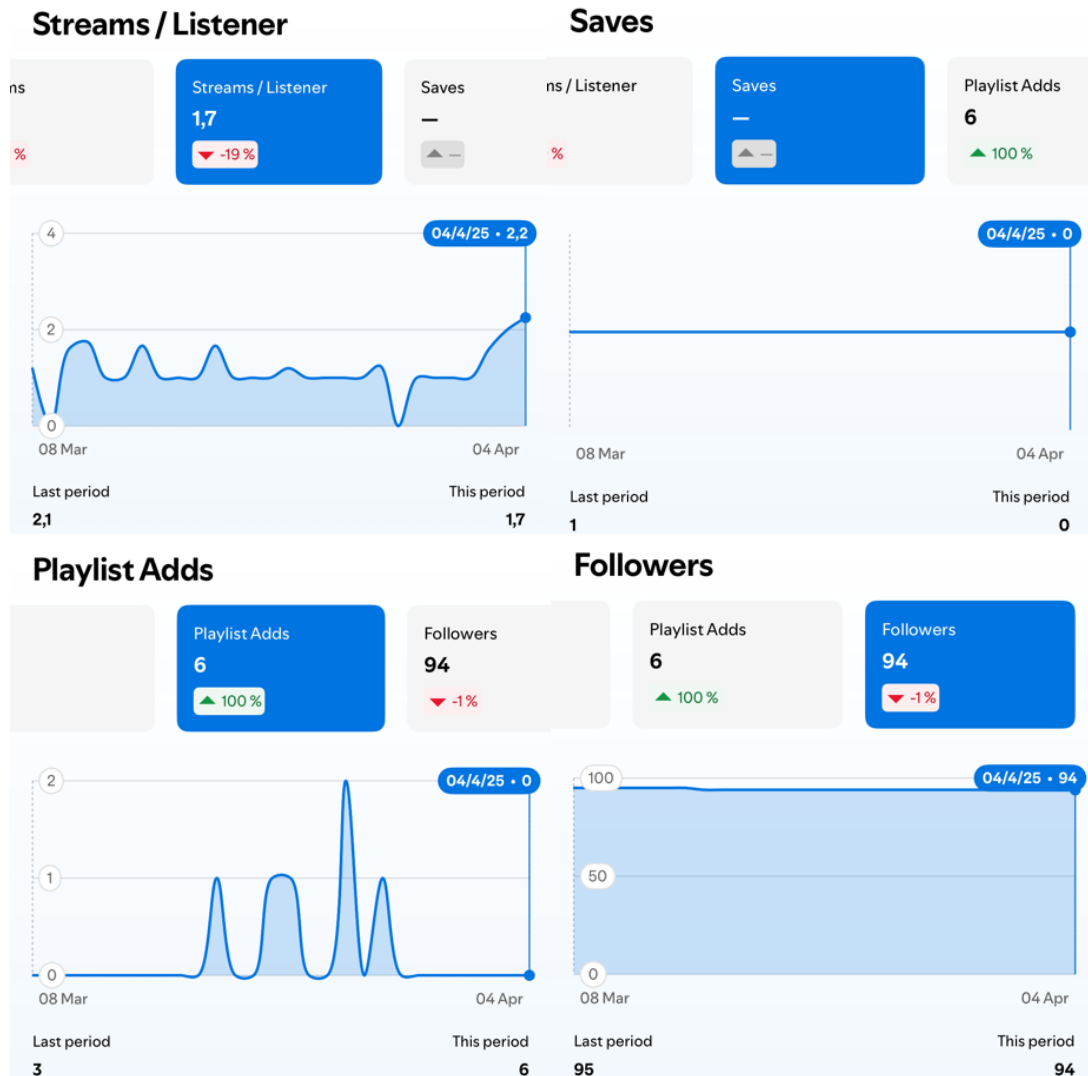 Streams / Listener
ns
%
Streams / Listener
1,7
-19 %
Saves
—
—
4
04/4/25 • 2,2
2
0
08 Mar
04 Apr
Last period
This period
2,1
1,7
Saves
ns / Listener
%
Saves
—
—
Playlist Adds
6
100 %
04/4/25 • 0
08 Mar
04 Apr
Last period
This period
1
0
Playlist Adds
Playlist Adds
6
100 %
Followers
94
-1 %
2
04/4/25 • 0
1
0
08 Mar
04 Apr
Last period
This period
3
6
Followers
Playlist Adds
6
100 %
Followers
94
-1 %
100
04/4/25 • 94
50
0
08 Mar
04 Apr
Last period
This period
95
94